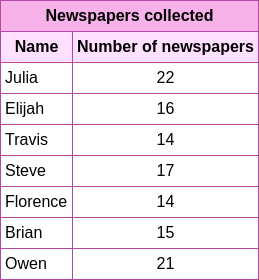 Newspapers collected
Name Number of newspapers
Julia 22
Elijah 16
Travis 14
Steve 17
Florence 14
Brian 15
Owen 21